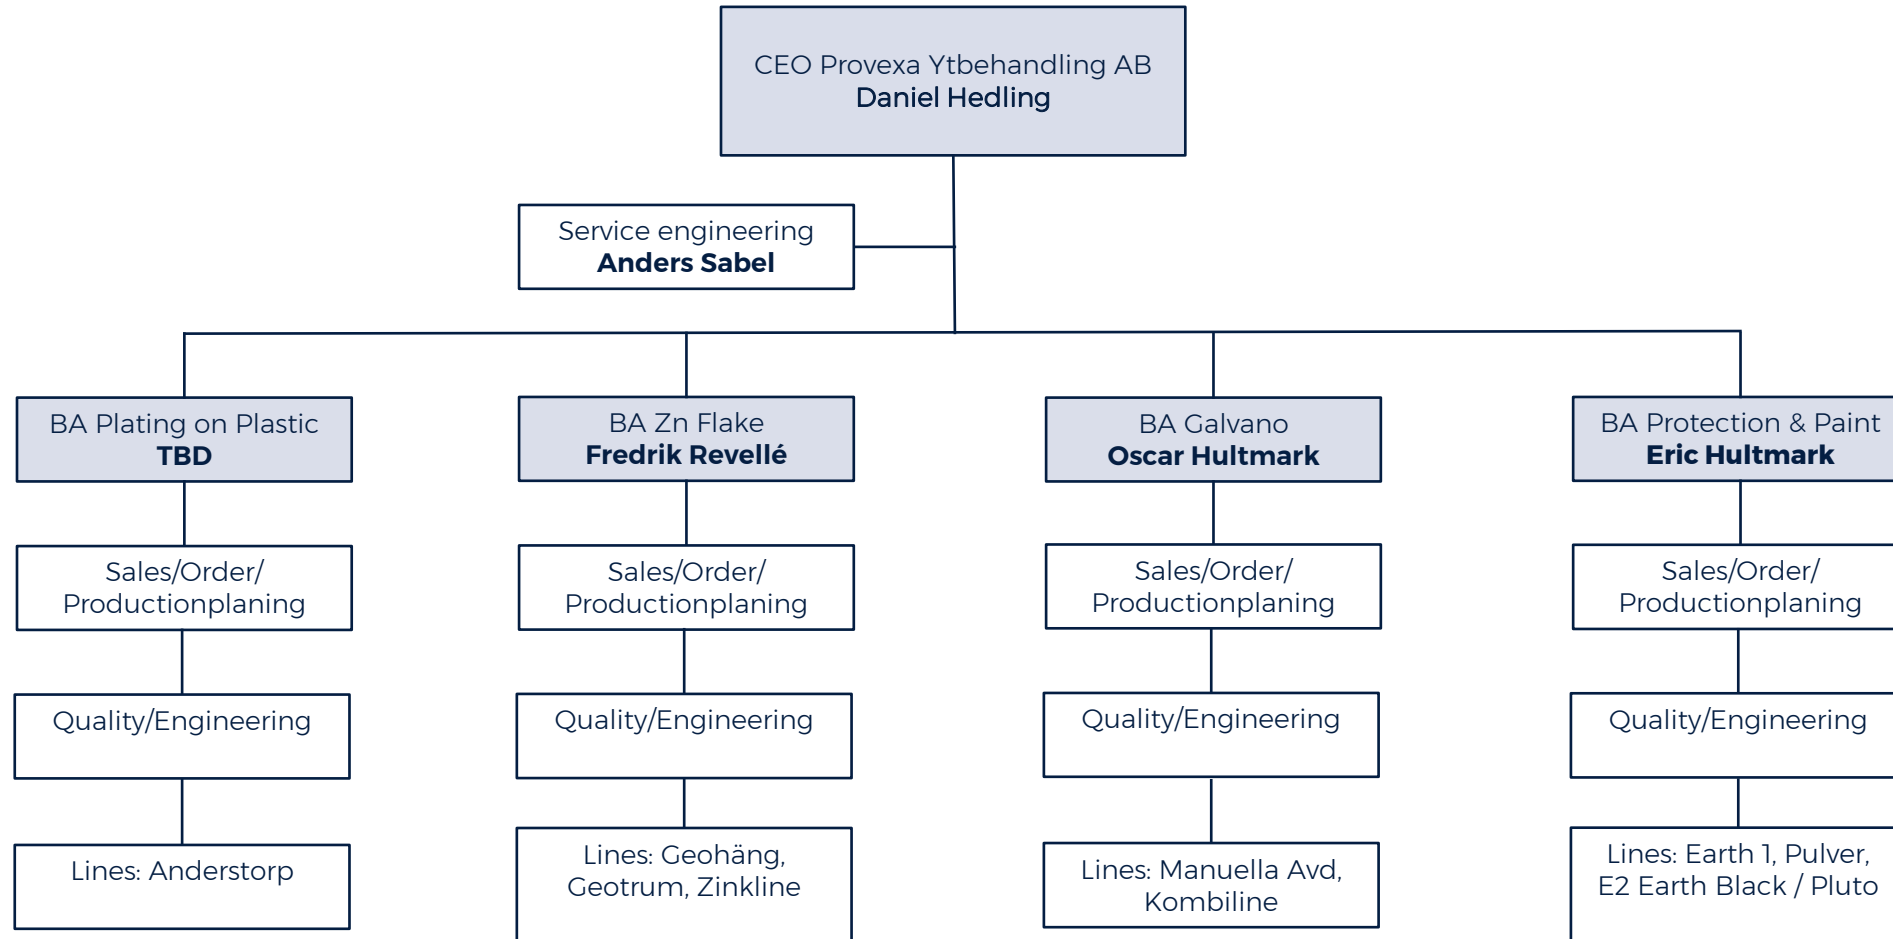 CEO Provexa Ytbehandling AB
Daniel Hedling
Service engineering
Anders Sabel
BA Plating on Plastic
TBD
BA Zn Flake
Fredrik Revellé
BA Galvano
Oscar Hultmark
BA Protection & Paint
Eric Hultmark
Sales/Order/
Productionplaning
Sales/Order/
Productionplaning
Sales/Order/
Productionplaning
Sales/Order/
Productionplaning
Quality/Engineering
Quality/Engineering
Quality/Engineering
Quality/Engineering
Lines: Anderstorp
Lines: Geohäng,
Geotrum, Zinkline
Lines: Manuella Avd,
Kombiline
Lines: Earth 1, Pulver,
E2 Earth Black / Pluto